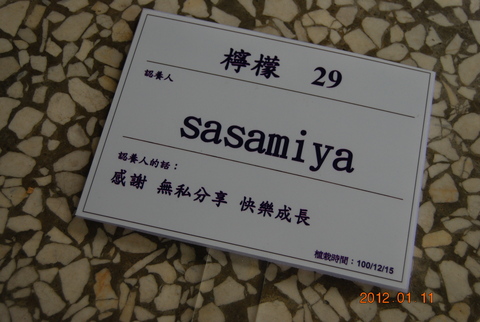 檸檬 29
認養人
sasamiya
認養人的話：
感謝 無私分享 快樂成長
植栽時間：100/12/15
2012 01 11